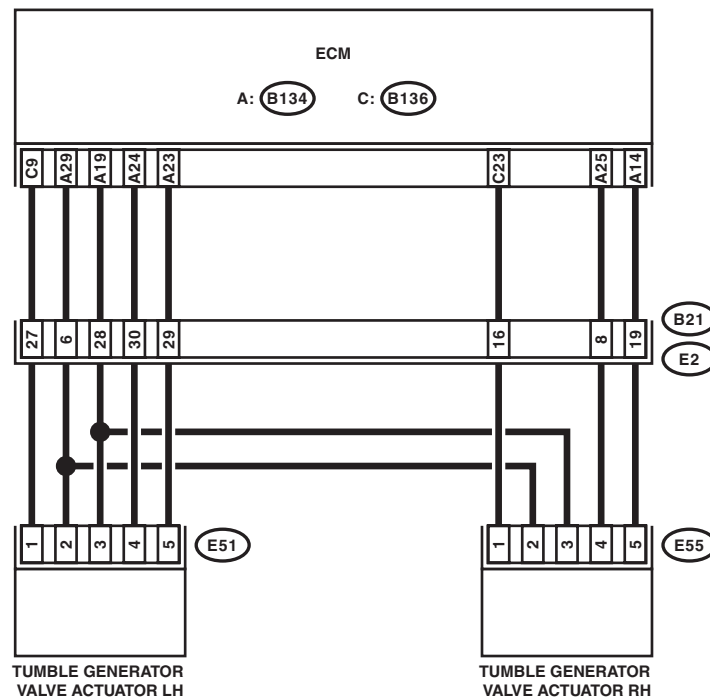 ECM
A: B134 C: B136
C9 A29 A19 A24 A23 C23 A25 A14
B21
27 6 28 30 29 16 8 19
E2
1 2 3 4 5 E51 1 2 3 4 5 E55
TUMBLE GENERATOR
VALVE ACTUATOR LH
TUMBLE GENERATOR
VALVE ACTUATOR RH